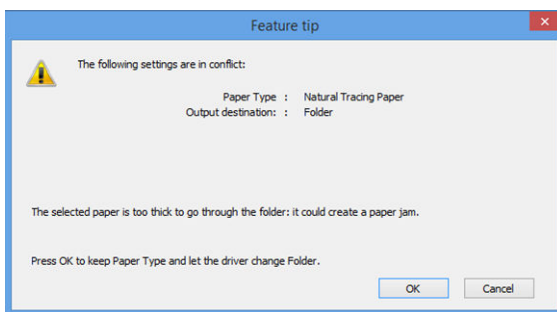 Feature tip
The following settings are in conflict:
Paper Type : Natural Tracing Paper
Output destination: : Folder
The selected paper is too thick to go through the folder: it could create a paper jam.
Press OK to keep Paper Type and let the driver change Folder.
OK Cancel